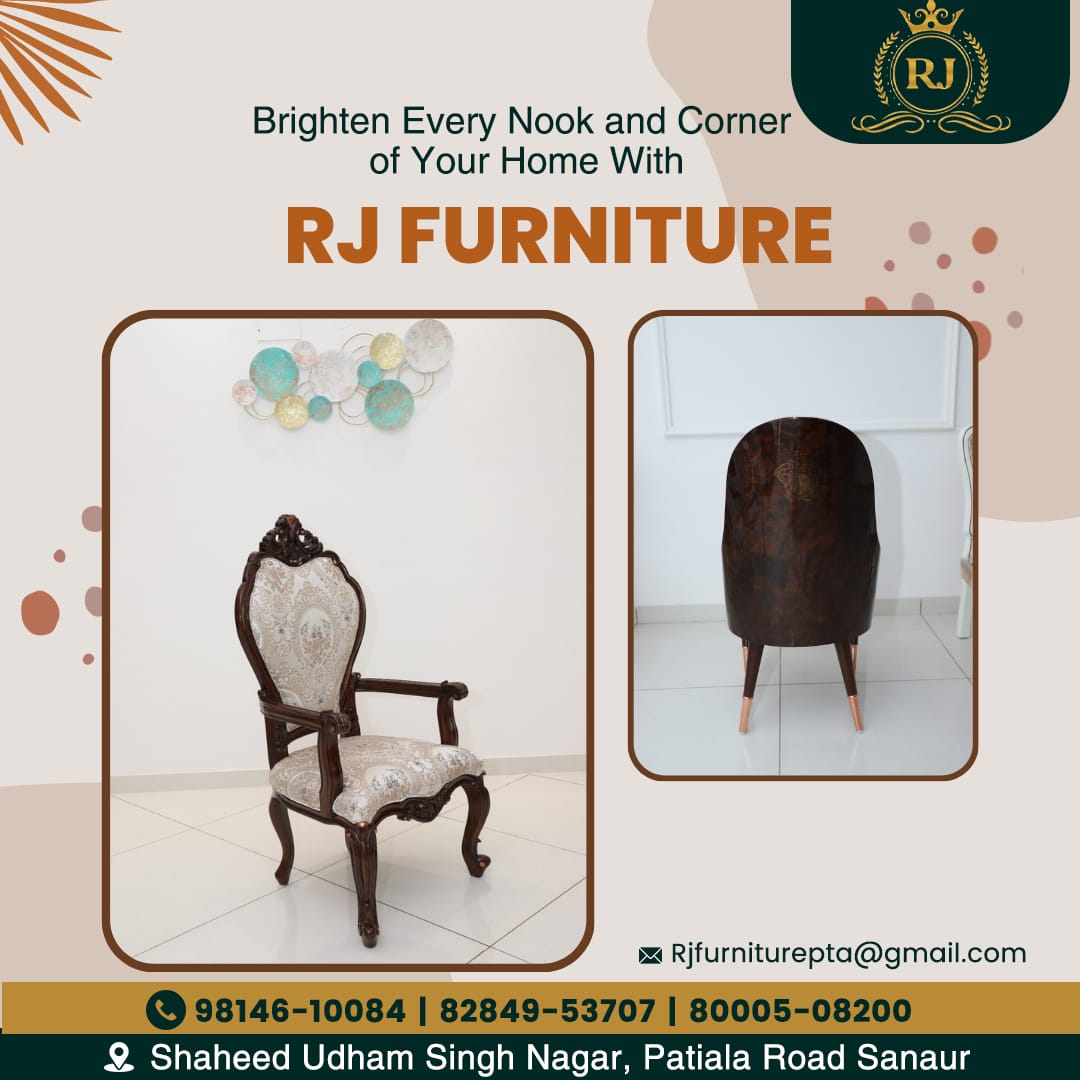 RJ
Brighten Every Nook and Corner
of Your Home With
RJ FURNITURE
Rjfurniturepta@gmail.com
98146-10084 | 82849-53707 | 80005-08200
Shaheed Udham Singh Nagar, Patiala Road Sanaur